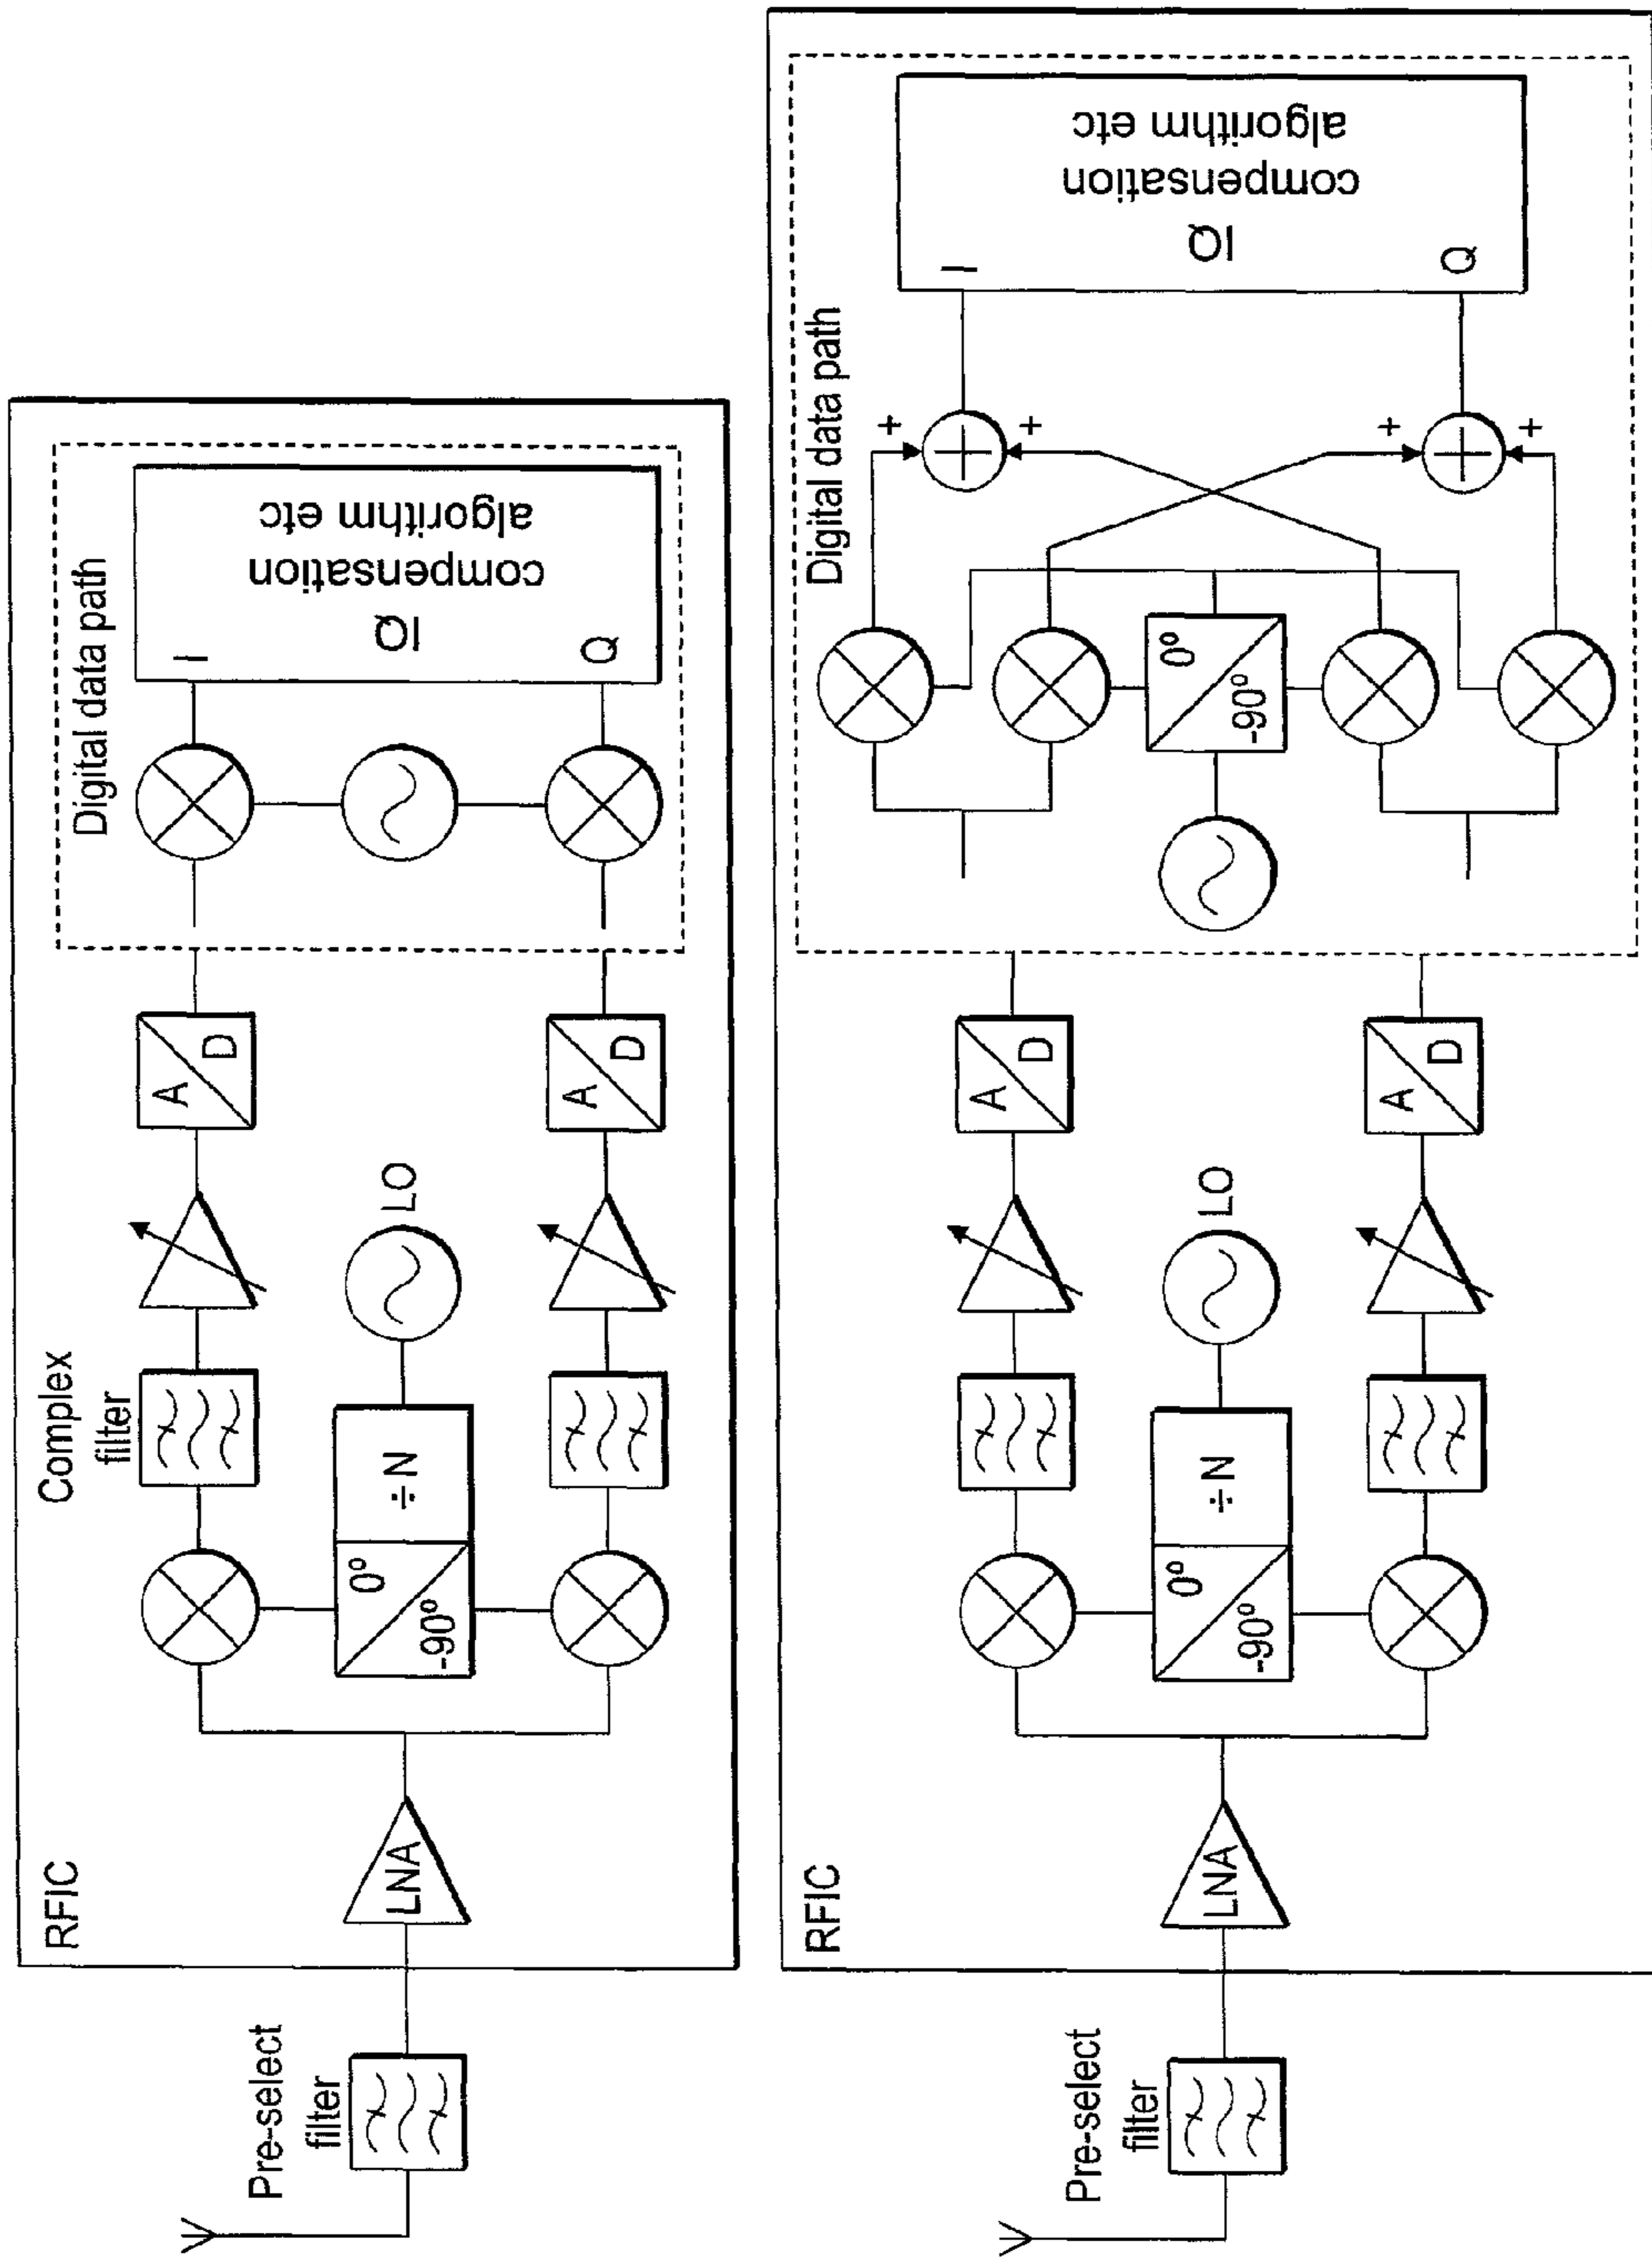 Pre-select
filter
RFIC
LNA
0°
-90°
÷N
LO
Complex
filter
A
D
A
D
Digital data path
I
Q
IQ
compensation
algorithm etc
Pre-select
filter
RFIC
LNA
0°
-90°
÷N
LO
A
D
A
D
Digital data path
0°
-90°
+
+
+
+
I
Q
IQ
compensation
algorithm etc